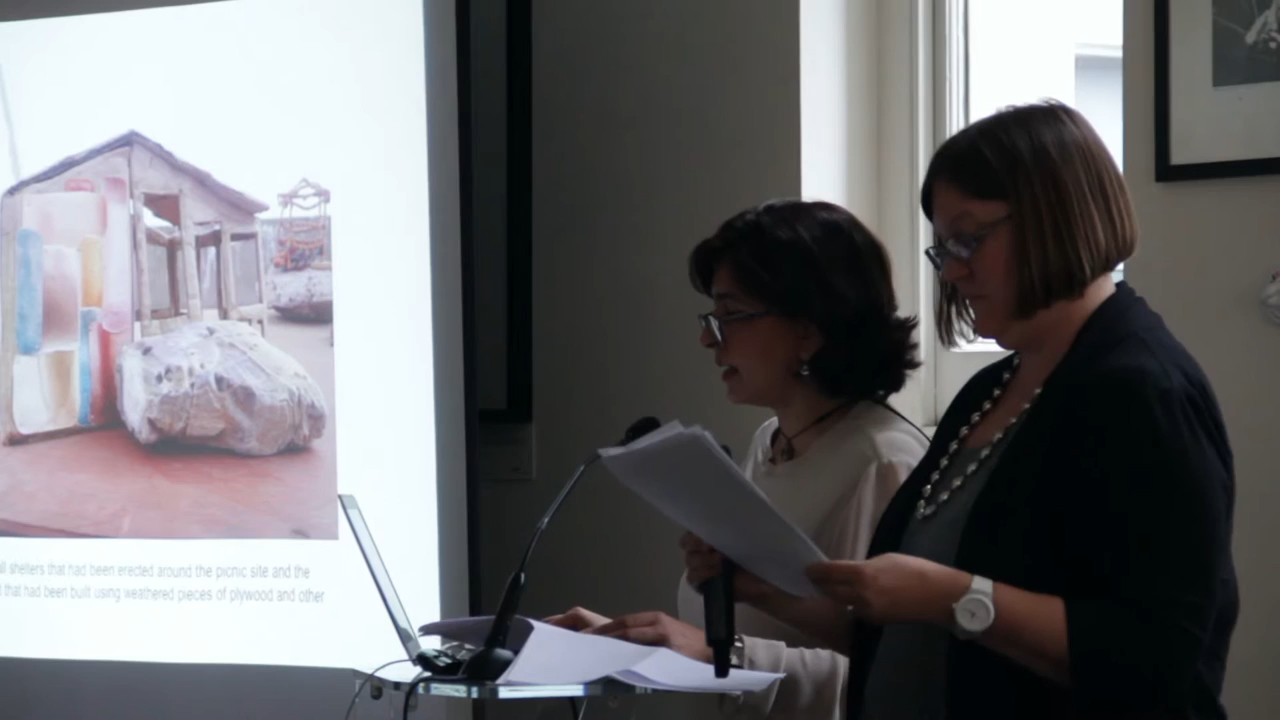 shelters that had been erected around the picnic site and the
that had been built using weathered pieces of plywood and other